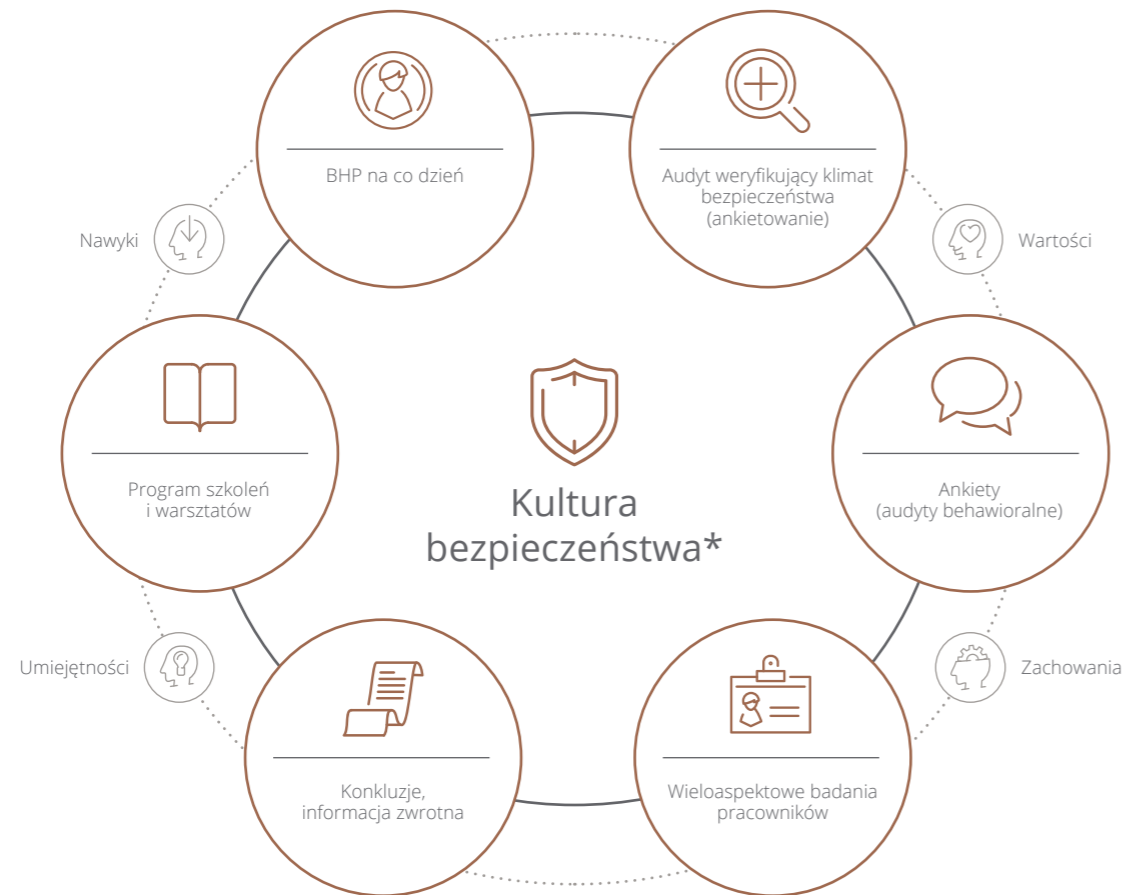 BHP na co dzień
Audyt weryfikujący klimat
bezpieczeństwa
(ankietowanie)
Nawyki
Wartości
Program szkoleń
i warsztatów
Kultura
bezpieczeństwa*
Ankiety
(audyty behawioralne)
Umiejętności
Zachowania
Konkluzje,
informacja zwrotna
Wieloaspektowe badania
pracowników